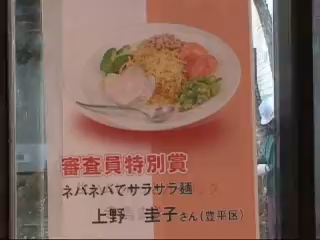 審査員特別賞
ネバネバでサラサラ麺
上野 圭子さん(豊平区)